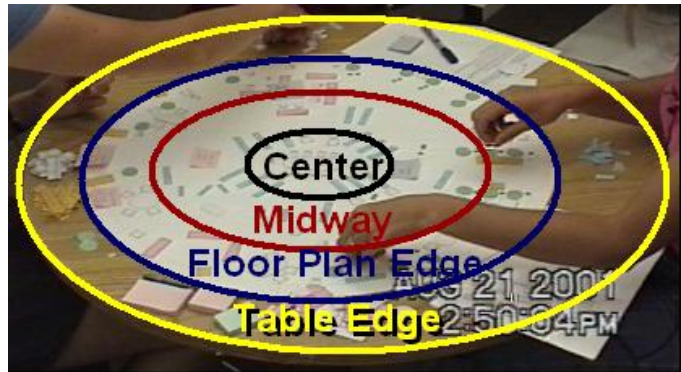 Center
Midway
Floor Plan Edge
AUG 21 2001
Table Edge
2:50:04PM